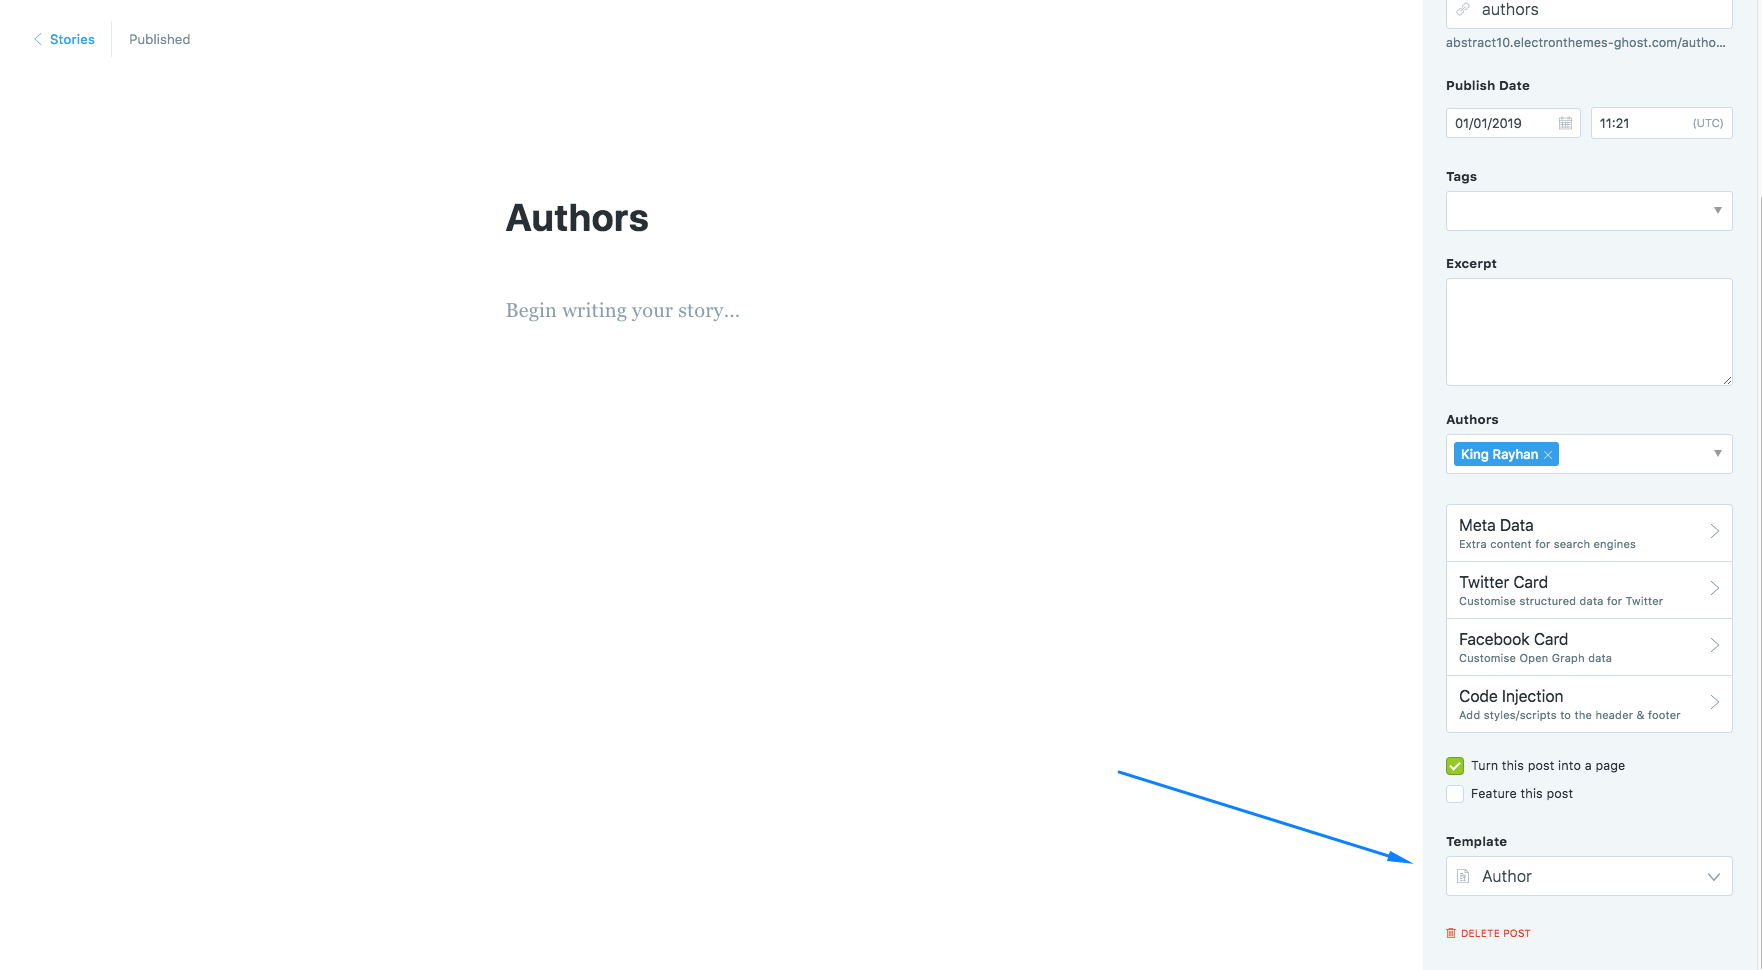 Stories
Published
Authors
Begin writing your story...
authors
abstract10.electronthemes-ghost.com/autho...
Publish Date
01/01/2019
11:21 (UTC)
Tags
Excerpt
Authors
King Rayhan
Meta Data
Extra content for search engines
Twitter Card
Customise structured data for Twitter
Facebook Card
Customise Open Graph data
Code Injection
Add styles/scripts to the header & footer
Turn this post into a page
Feature this post
Template
Author
DELETE POST